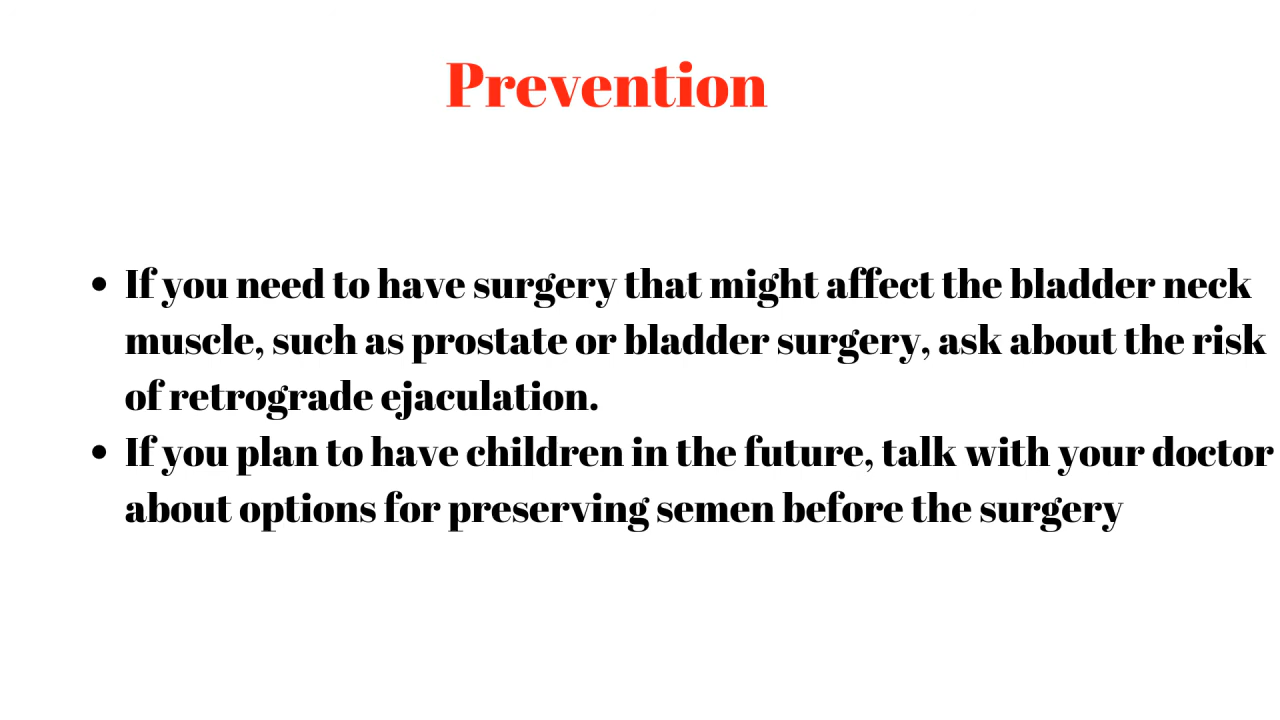 Prevention
• If you need to have surgery that might affect the bladder neck
muscle, such as prostate or bladder surgery, ask about the risk
of retrograde ejaculation.
• If you plan to have children in the future, talk with your doctor
about options for preserving semen before the surgery